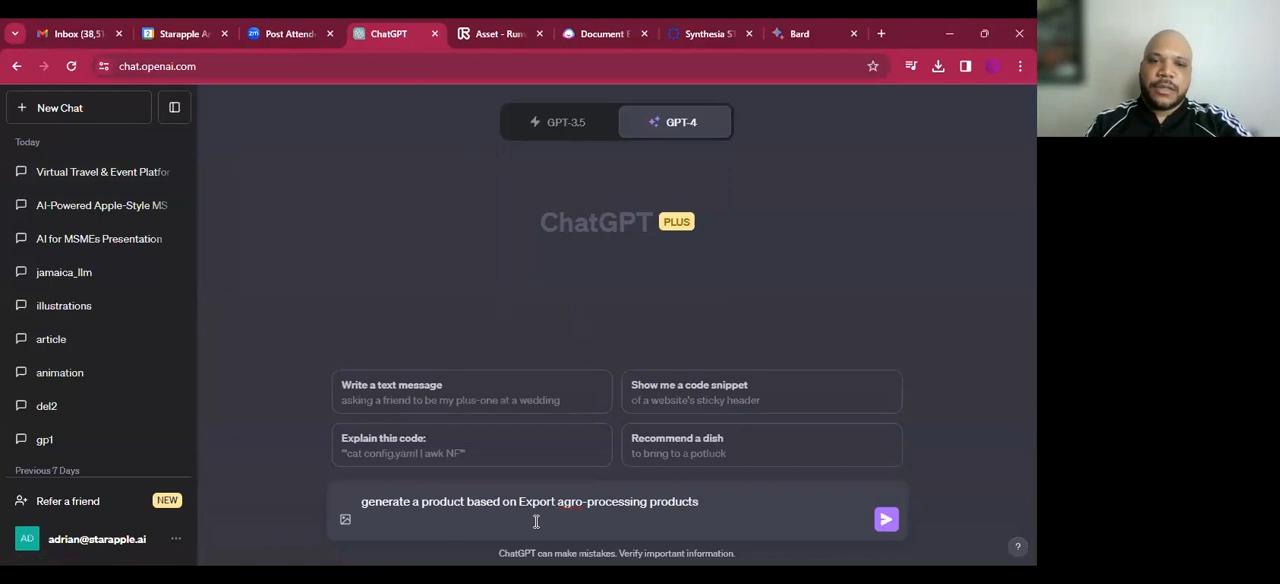 Inbox (38,5
Starapple A
Post Attend
ChatGPT
Asset - Run
Document E
Synthesia S
Bard
chat.openai.com
New Chat
GPT-3.5
GPT-4
Today
Virtual Travel & Event Platfor
AI-Powered Apple-Style MS
ChatGPT PLUS
AI for MSMEs Presentation
jamaica_llm
illustrations
article
animation
del2
gp1
Previous 7 Days
Write a text message
asking a friend to be my plus-one at a wedding
Show me a code snippet
of a website's sticky header
Explain this code:
"cat config.yaml | awk NF"
Recommend a dish
to bring to a potluck
Refer a friend NEW
generate a product based on Export agro-processing products
AD adrian@starapple.ai
ChatGPT can make mistakes. Verify important information.
?